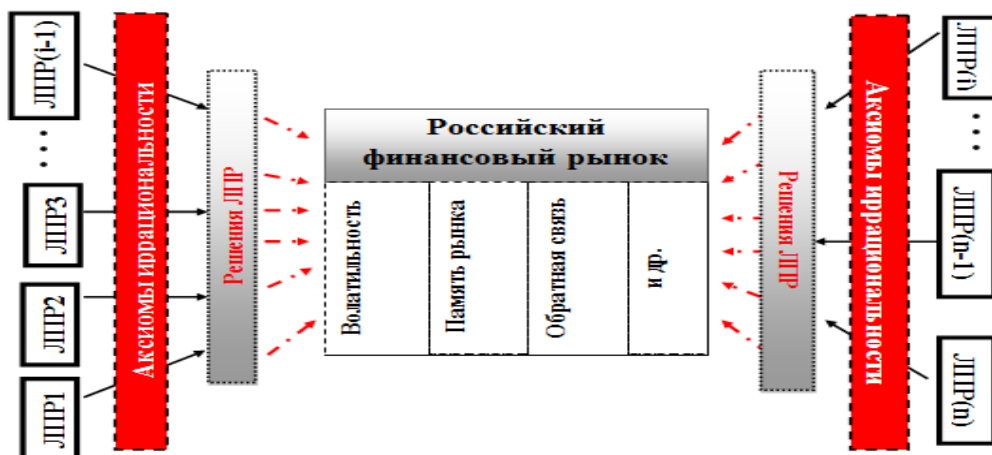 ЛПР(i-1)
ЛПР3
ЛПР2
ЛПР1
Аксиомы иррациональности
Решения ЛПР
Российский
финансовый рынок
Волатильность
Память рынка
Обратная связь
и др.
Решения ЛПР
Аксиомы иррациональности
ЛПР(i)
ЛПР(n-1)
ЛПР(n)